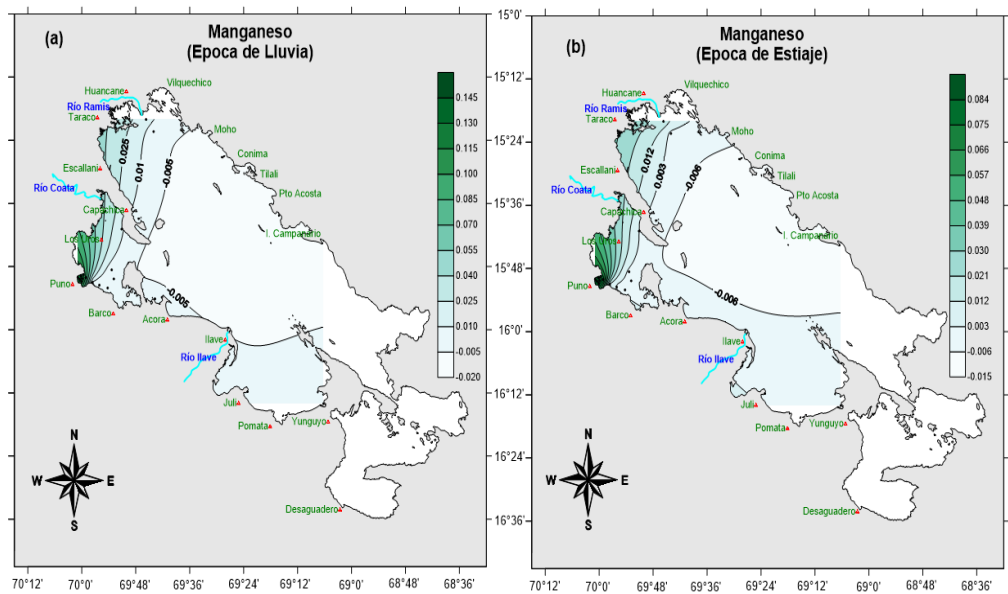 (a)
Manganeso
(Epoca de Lluvia)
Vilquechico
Huancane
Río Ramis
Taraco
Moho
Conima
Tilali
Escallani
Río Coata
Pto Acosta
Capachica
Los Uros
I. Campanario
Puno
Barco
Acora
Ilave
Río Ilave
Juli
Pomata
Yunguyo
Desaguadero
0.025
0.01
-0.005
-0.005
0.145
0.130
0.115
0.100
0.085
0.070
0.055
0.040
0.025
0.010
-0.005
-0.020
N
W
E
S
70°12'
70°0'
69°48'
69°36'
69°24'
69°12'
69°0'
68°48'
68°36'
15°0'
15°12'
15°24'
15°36'
15°48'
16°0'
16°12'
16°24'
16°36'
(b)
Manganeso
(Epoca de Estiaje)
Vilquechico
Huancane
Río Ramis
Taraco
Moho
Conima
Tilali
Escallani
Río Coata
Pto Acosta
Capachica
Los Uros
I. Campanario
Puno
Barco
Acora
Ilave
Río Ilave
Juli
Pomata
Yunguyo
Desaguadero
0.012
0.003
-0.006
-0.006
0.084
0.075
0.066
0.057
0.048
0.039
0.030
0.021
0.012
0.003
-0.006
-0.015
N
W
E
S
70°12'
70°0'
69°48'
69°36'
69°24'
69°12'
69°0'
68°48'
68°36'